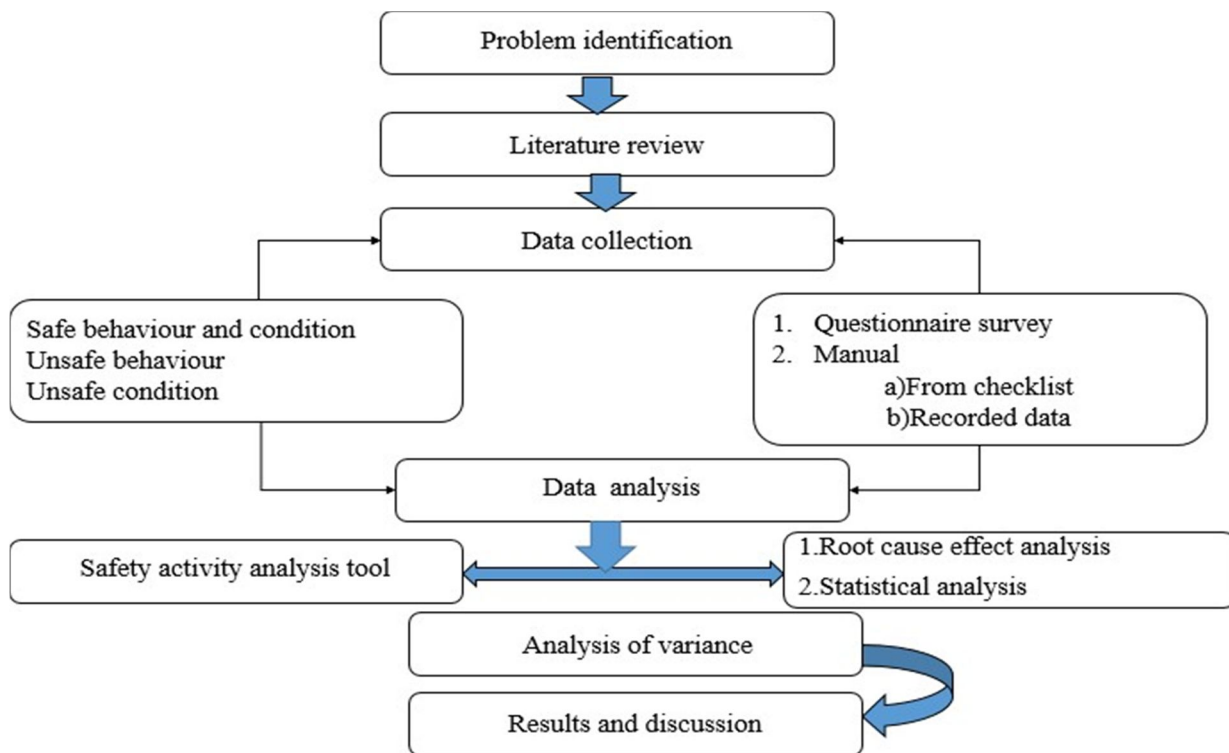 Problem identification
Literature review
Data collection
Safe behaviour and condition
Unsafe behaviour
Unsafe condition
1. Questionnaire survey
2. Manual
a)From checklist
b)Recorded data
Data analysis
Safety activity analysis tool
1.Root cause effect analysis
2.Statistical analysis
Analysis of variance
Results and discussion